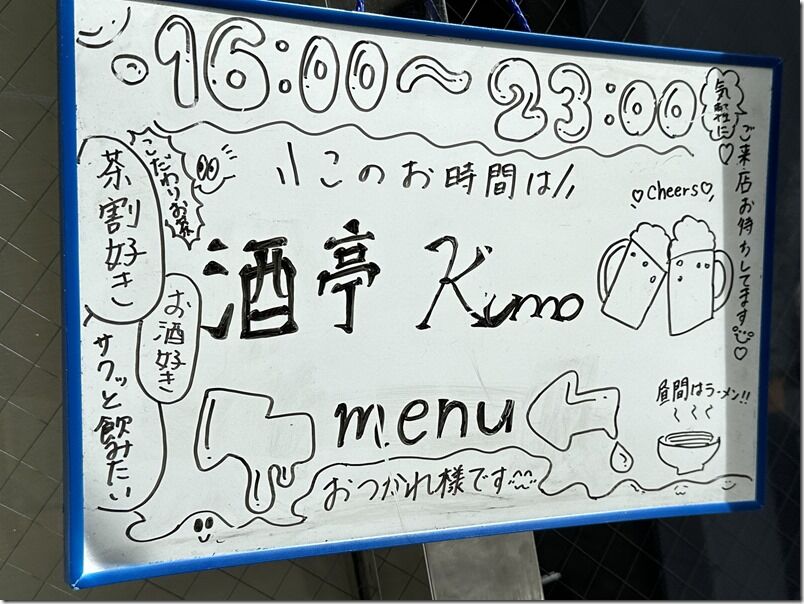 16:00〜23:00
気軽に♡
ご来店お待ちしてます♡
\\このお時間は//
こだわりお茶
茶割好き
お酒好き
サクッと飲みたい
酒亭 Kumo
♡Cheers♡
menu
昼間はラーメン!!
おつかれ様です